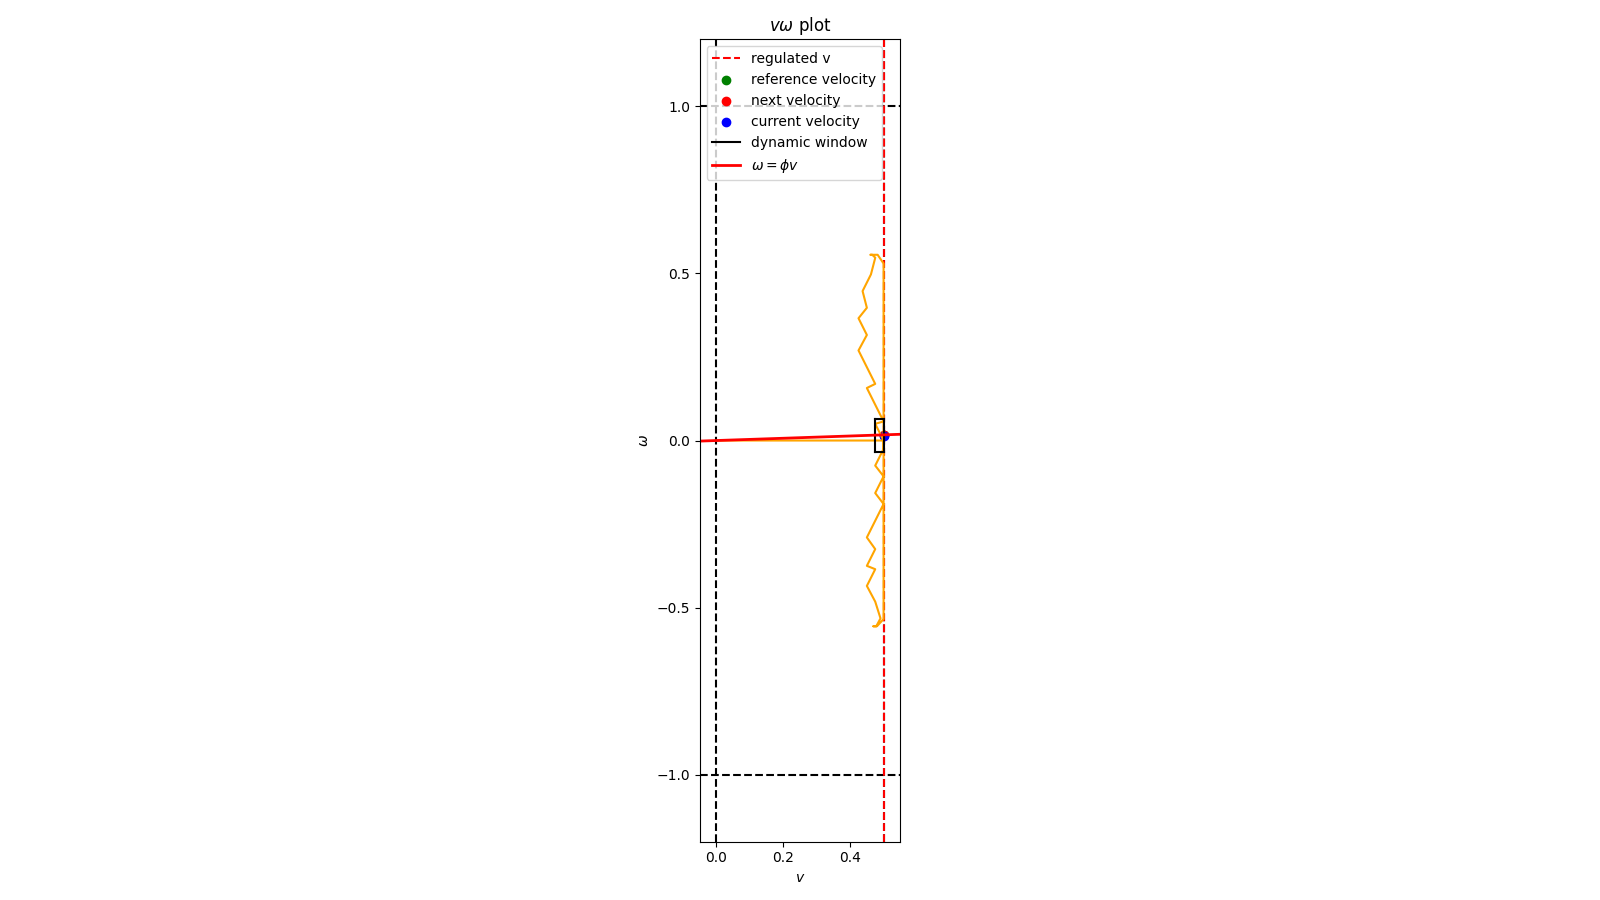 vω plot
regulated v
reference velocity
next velocity
current velocity
dynamic window
ω = ϕv
1.0
0.5
0.0
−0.5
−1.0
ω
0.0 0.2 0.4
v